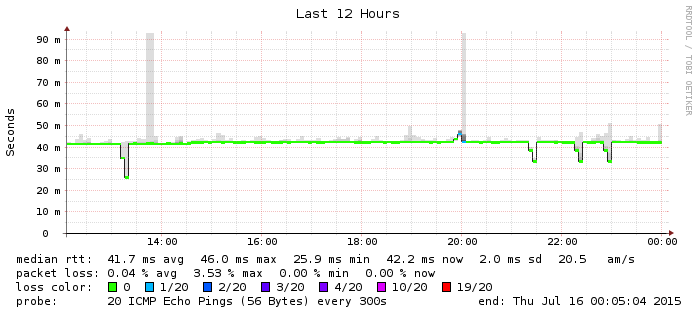 Last 12 Hours
RRDTOOL / TOBI OETIKER
Seconds
90 m
80 m
70 m
60 m
50 m
40 m
30 m
20 m
10 m
0
14:00 16:00 18:00 20:00 22:00 00:00
median rtt: 41.7 ms avg 46.0 ms max 25.9 ms min 42.2 ms now 2.0 ms sd 20.5 am/s
packet loss: 0.04 % avg 3.53 % max 0.00 % min 0.00 % now
loss color: 0 1/20 2/20 3/20 4/20 10/20 19/20
probe: 20 ICMP Echo Pings (56 Bytes) every 300s end: Thu Jul 16 00:05:04 2015